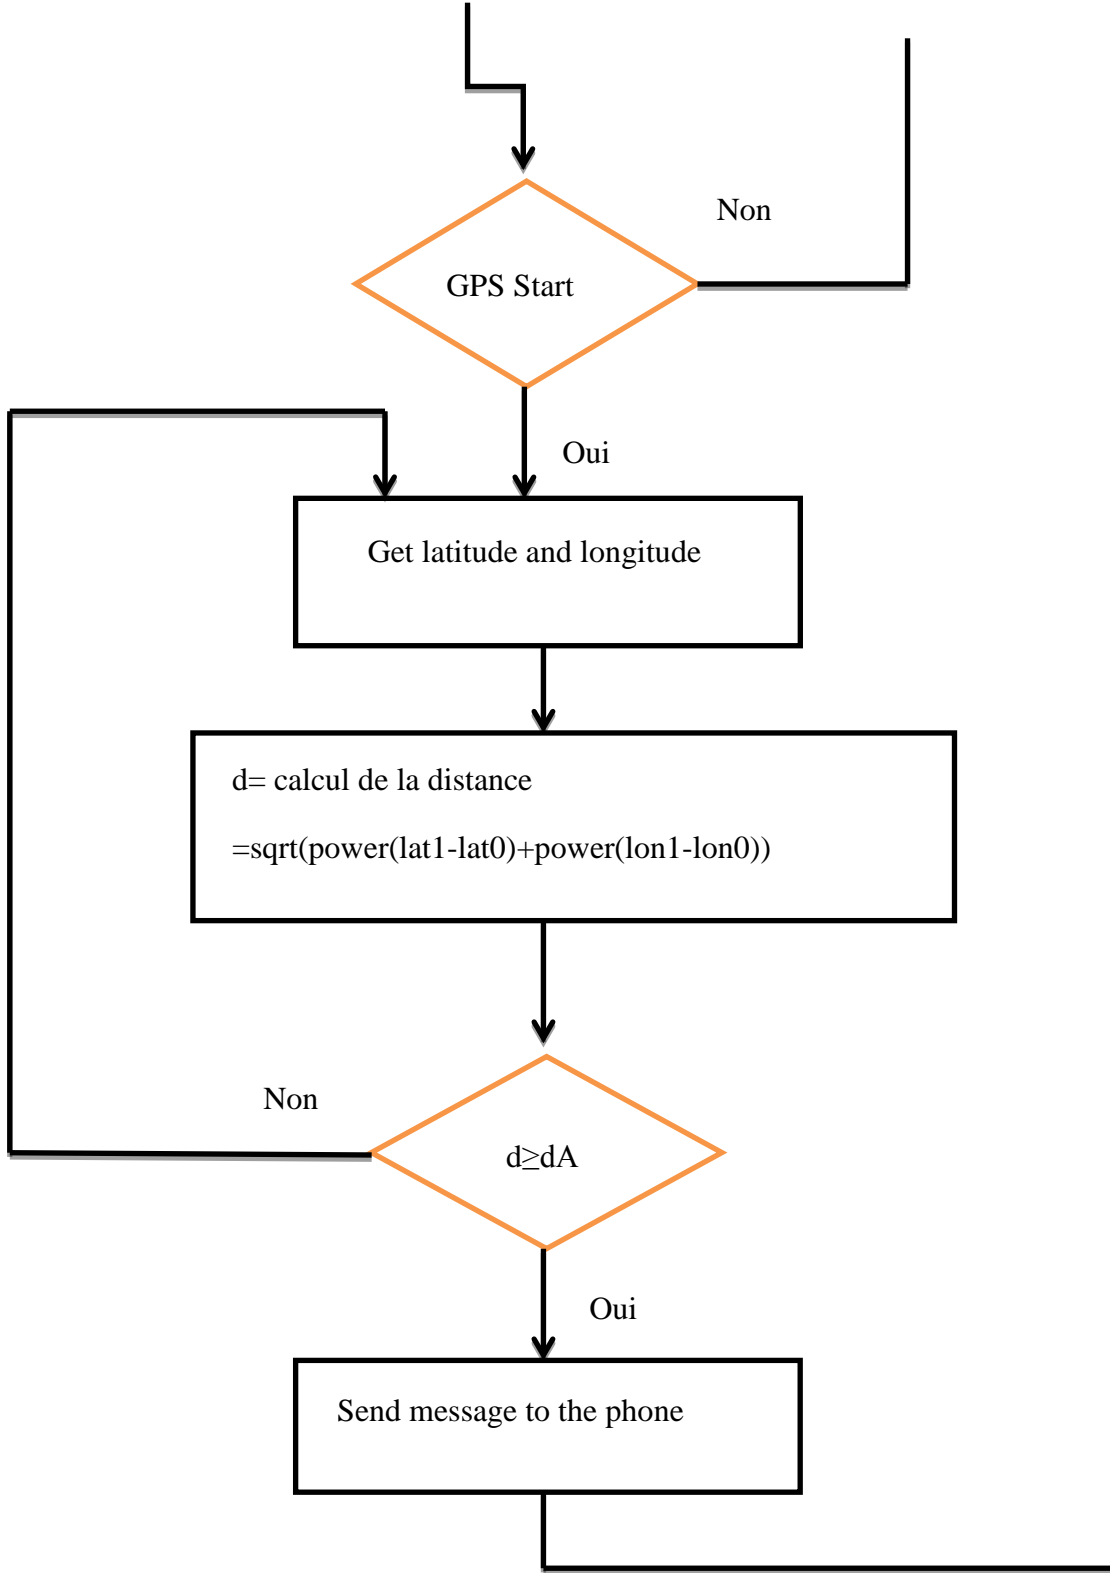 Non
GPS Start
Oui
Get latitude and longitude
d= calcul de la distance
=sqrt(power(lat1-lat0)+power(lon1-lon0))
Non
d≥dA
Oui
Send message to the phone